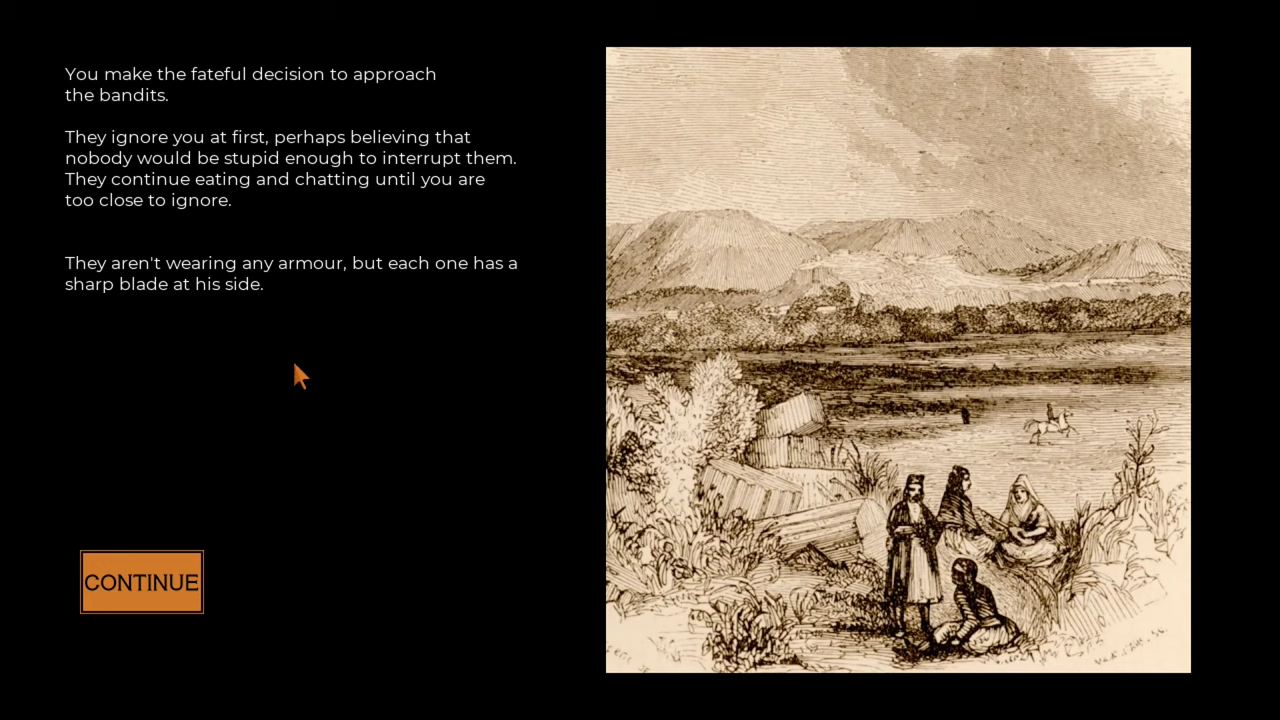 You make the fateful decision to approach
the bandits.
They ignore you at first, perhaps believing that
nobody would be stupid enough to interrupt them.
They continue eating and chatting until you are
too close to ignore.
They aren't wearing any armour, but each one has a
sharp blade at his side.
CONTINUE